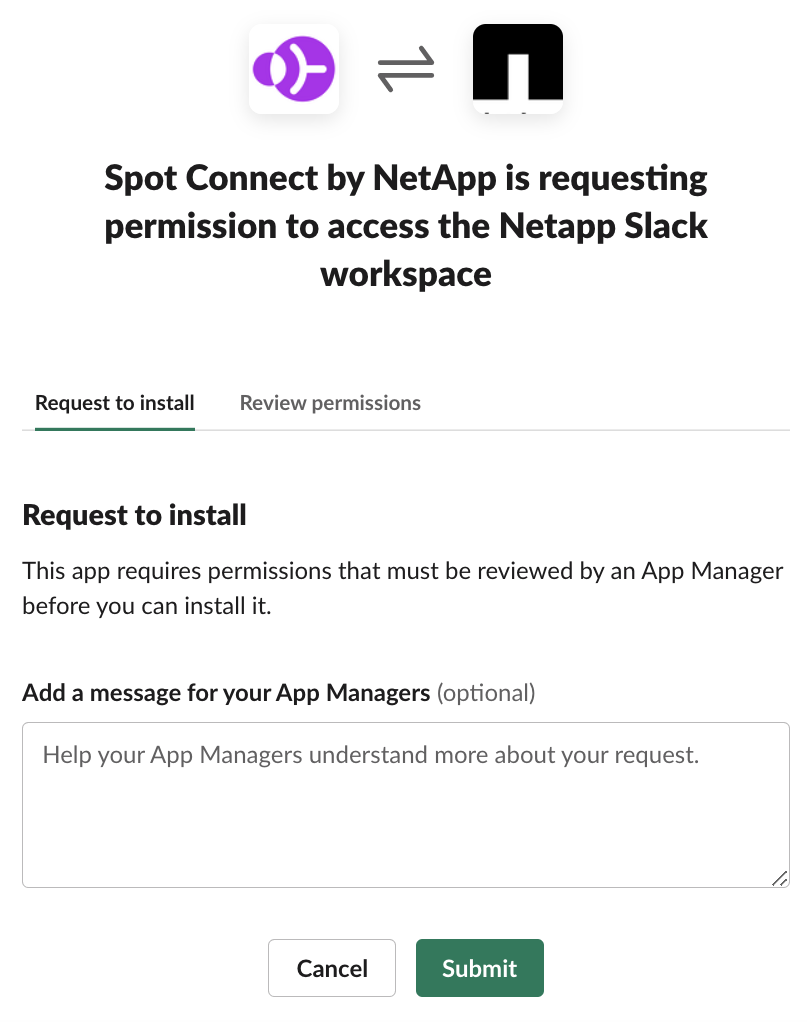 Spot Connect by NetApp is requesting
permission to access the Netapp Slack
workspace
Request to install
Review permissions
Request to install
This app requires permissions that must be reviewed by an App Manager
before you can install it.
Add a message for your App Managers (optional)
Help your App Managers understand more about your request.
Cancel
Submit